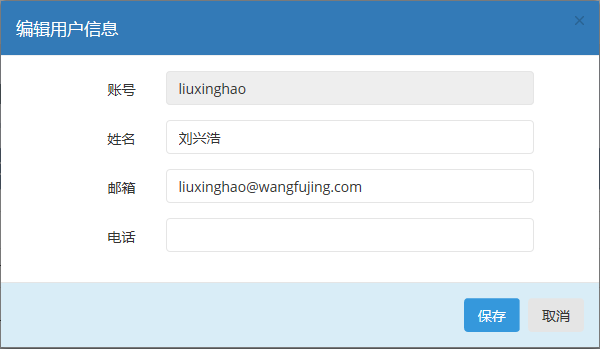 编辑用户信息 ×
账号 liuxinghao
姓名 刘兴浩
邮箱 liuxinghao@wangfujing.com
电话
保存 取消